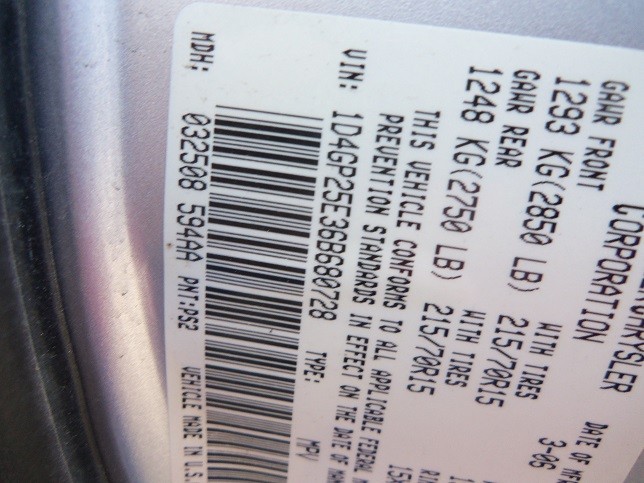 CORPORATION
DATE OF
3-06
GAWR FRONT
1293 KG(2850 LB)
WITH TIRES
215/70R15
GAWR REAR
1248 KG(2750 LB)
WITH TIRES
215/70R15
THIS VEHICLE CONFORMS TO ALL APPLICABLE FEDERAL
PREVENTION STANDARDS IN EFFECT ON THE DATE OF
VIN: 1D4GP25E36B680728 TYPE: MPV
MDH: 032508 594AA PNT:PS2 VEHICLE MADE IN U.S.